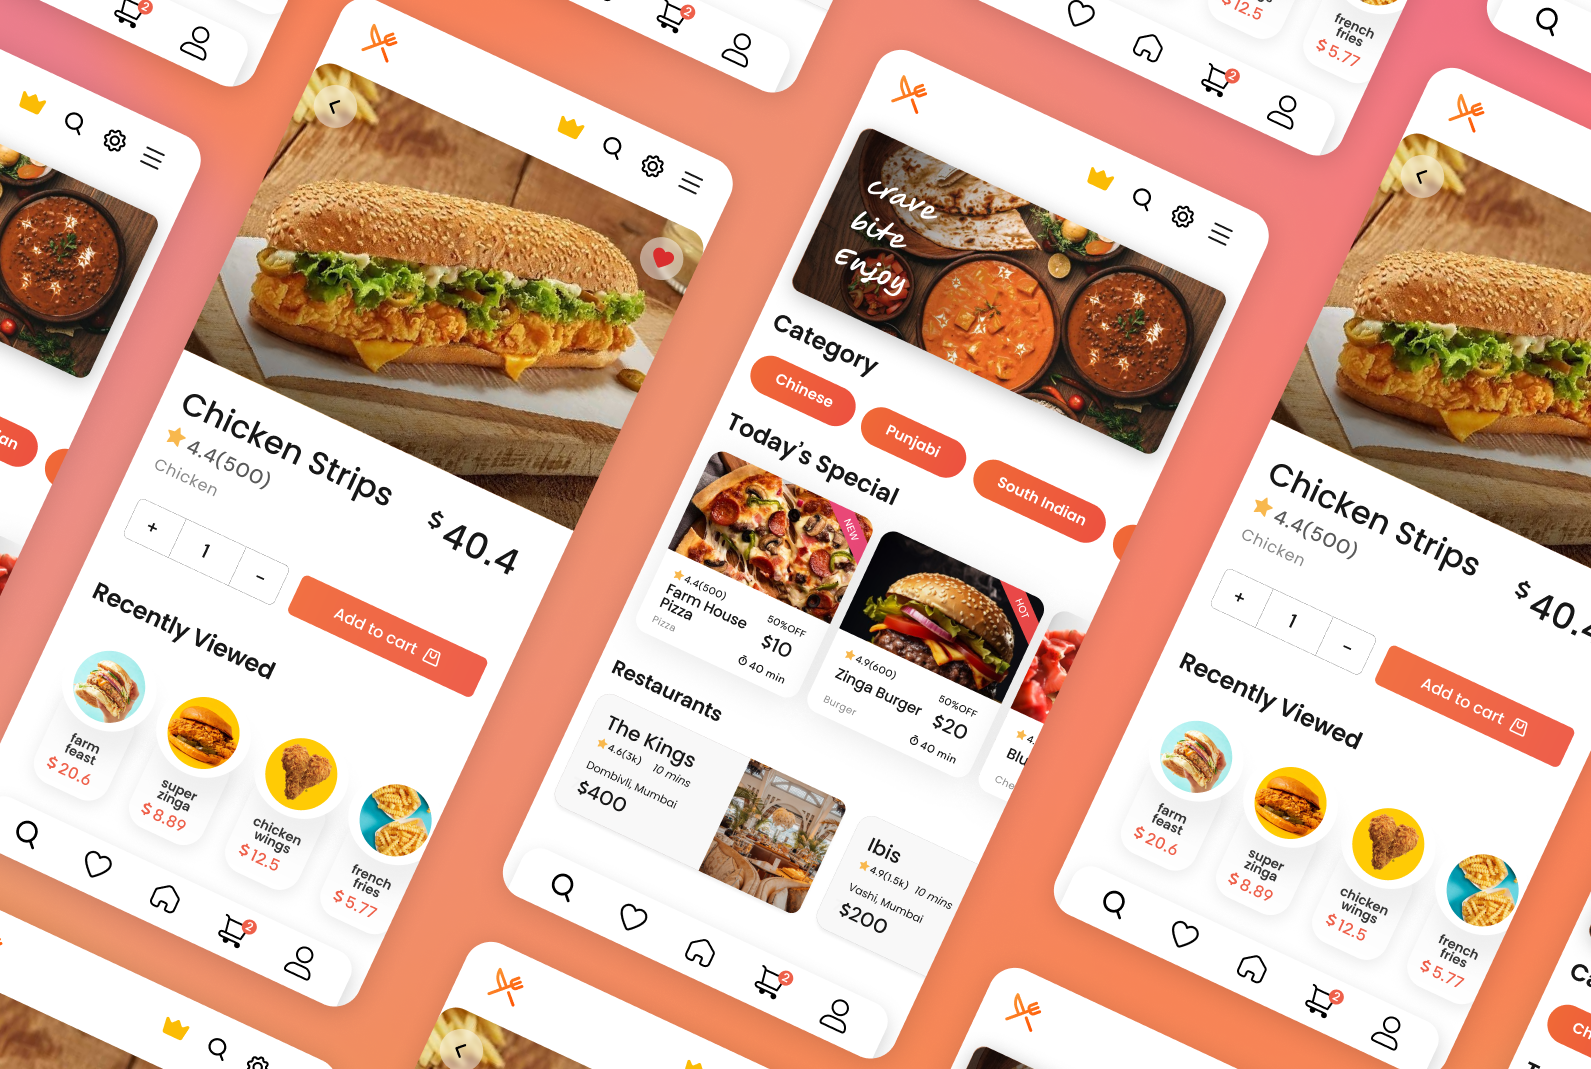 2
2
$12.5
french
fries
$5.77
2
an
Chicken Strips
4.4(500)
Chicken
$40.4
+ 1 -
Add to cart
Recently Viewed
farm
feast
$20.6
super
zinga
$8.89
chicken
wings
$12.5
french
fries
$5.77
2
crave
bite
Enjoy
Category
Chinese
Punjabi
South Indian
Today's Special
NEW
4.4(500)
Farm House
Pizza
Pizza
50%OFF
$10
40 min
HOT
4.9(600)
Zinga Burger
Burger
50%OFF
$20
40 min
4.
Blu
Che
Restaurants
The Kings
4.6(3k) 10 mins
Dombivli, Mumbai
$400
Ibis
4.9(1.5k) 10 mins
Vashi, Mumbai
$200
2
Chicken Strips
4.4(500)
Chicken
$40.4
+ 1 -
Add to cart
Recently Viewed
farm
feast
$20.6
super
zinga
$8.89
chicken
wings
$12.5
french
fries
$5.77
2
Ca
Ch